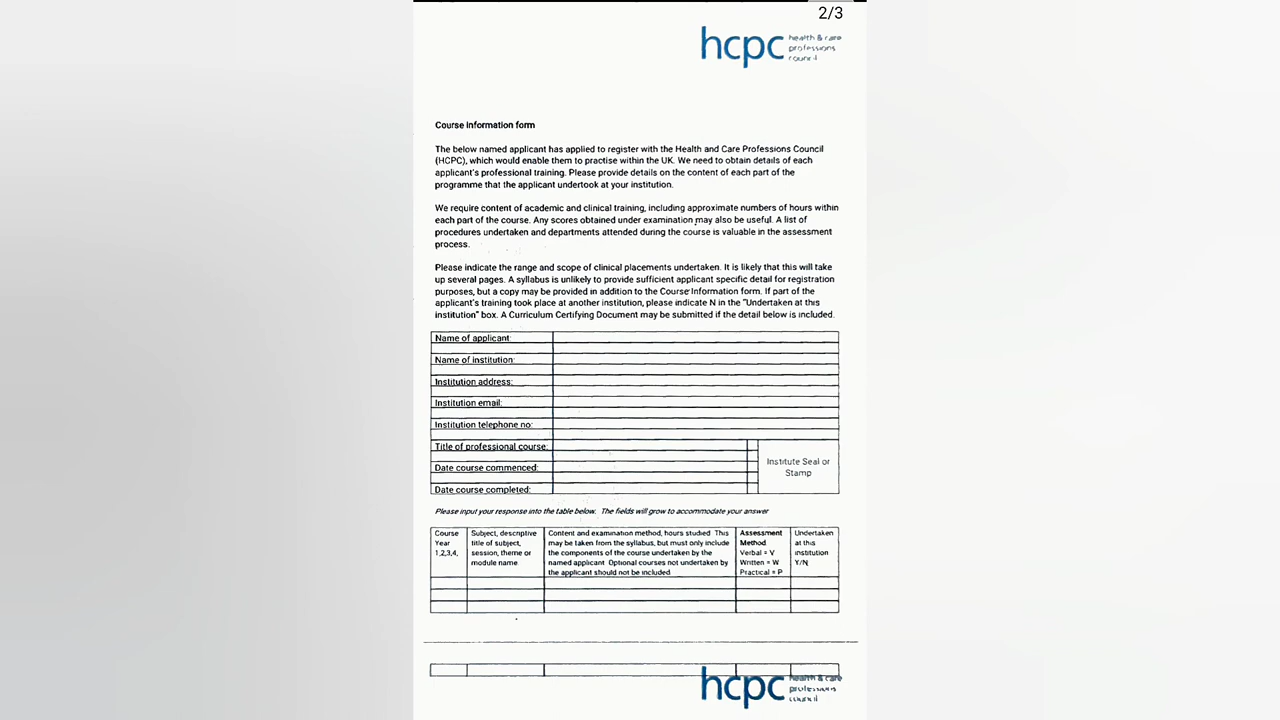 2/3
hcpc health & care
professions
council
Course information form
The below named applicant has applied to register with the Health and Care Professions Council
(HCPC), which would enable them to practise within the UK. We need to obtain details of each
applicant's professional training. Please provide details on the content of each part of the
programme that the applicant undertook at your institution.
We require content of academic and clinical training, including approximate numbers of hours within
each part of the course. Any scores obtained under examination may also be useful. A list of
procedures undertaken and departments attended during the course is valuable in the assessment
process.
Please indicate the range and scope of clinical placements undertaken. It is likely that this will take
up several pages. A syllabus is unlikely to provide sufficient applicant specific detail for registration
purposes, but a copy may be provided in addition to the Course Information form. If part of the
applicant's training took place at another institution, please indicate N in the "Undertaken at this
institution" box. A Curriculum Certifying Document may be submitted if the detail below is included.
Name of applicant:
Name of institution:
Institution address:
Institution email:
Institution telephone no:
Title of professional course:
Date course commenced:
Date course completed:
Institute Seal or
Stamp
Please input your response into the table below. The fields will grow to accommodate your answer
Course
Year
1,2,3,4,
Subject, descriptive
title of subject,
session, theme or
module name
Content and examination method, hours studied This
may be taken from the syllabus, but must only include
the components of the course undertaken by the
named applicant Optional courses not undertaken by
the applicant should not be included
Assessment
Method
Verbal = V
Written = W
Practical = P
Undertaken
at this
institution
Y/N
hcpc health & care
professions
council